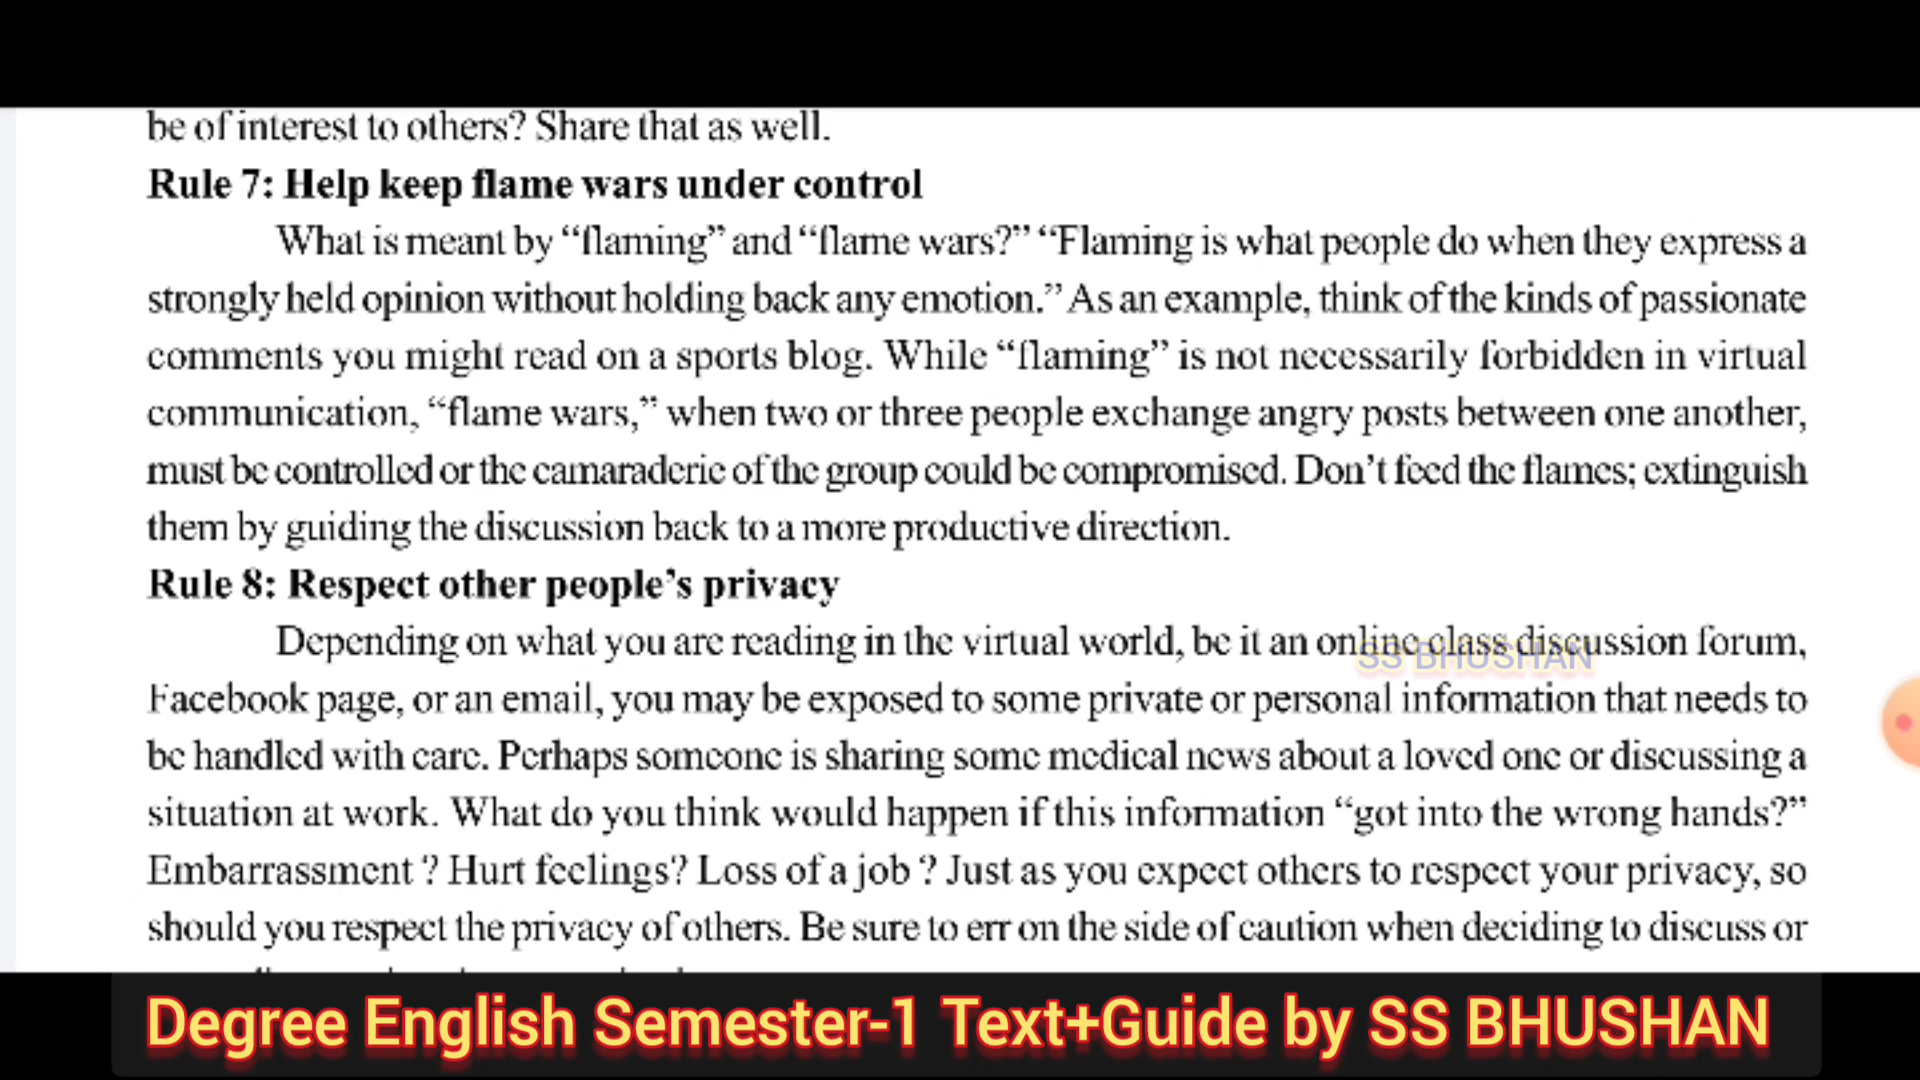 be of interest to others? Share that as well.
Rule 7: Help keep flame wars under control
What is meant by “flaming” and “flame wars?” “Flaming is what people do when they express a
strongly held opinion without holding back any emotion.” As an example, think of the kinds of passionate
comments you might read on a sports blog. While “flaming” is not necessarily forbidden in virtual
communication, “flame wars,” when two or three people exchange angry posts between one another,
must be controlled or the camaraderie of the group could be compromised. Don’t feed the flames; extinguish
them by guiding the discussion back to a more productive direction.
Rule 8: Respect other people’s privacy
Depending on what you are reading in the virtual world, be it an online class discussion forum,
SS BHUSHAN
Facebook page, or an email, you may be exposed to some private or personal information that needs to
be handled with care. Perhaps someone is sharing some medical news about a loved one or discussing a
situation at work. What do you think would happen if this information “got into the wrong hands?”
Embarrassment ? Hurt feelings? Loss of a job ? Just as you expect others to respect your privacy, so
should you respect the privacy of others. Be sure to err on the side of caution when deciding to discuss or
Degree English Semester-1 Text+Guide by SS BHUSHAN